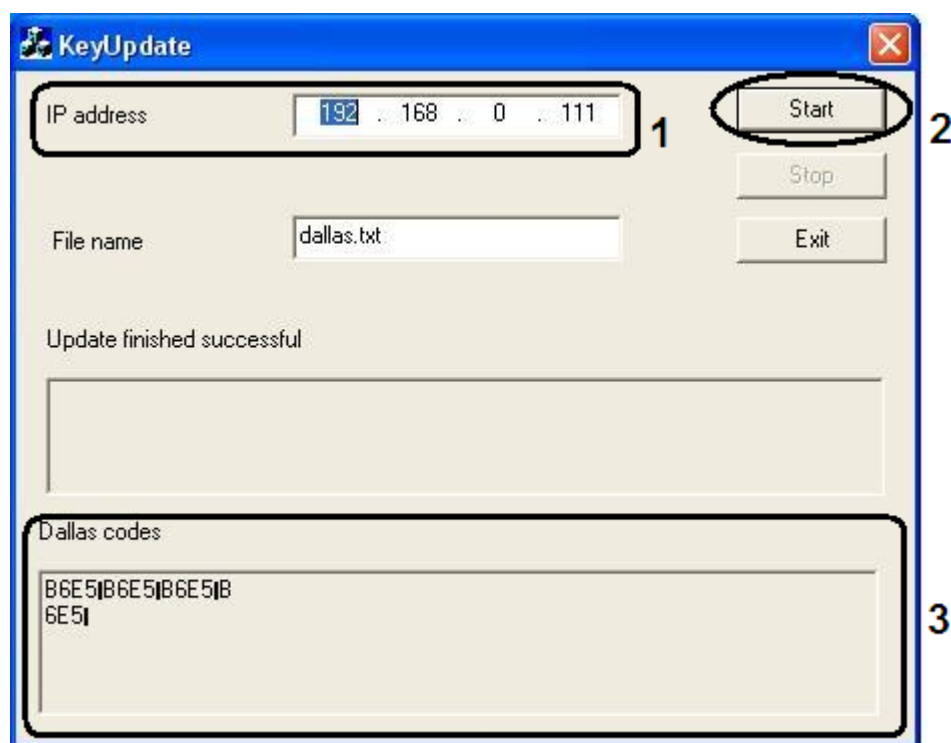 KeyUpdate
IP address 192 . 168 . 0 . 111
1
Start
2
Stop
File name dallas.txt
Exit
Update finished successful
Dallas codes
B6E5|B6E5|B6E5|B
6E5|
3